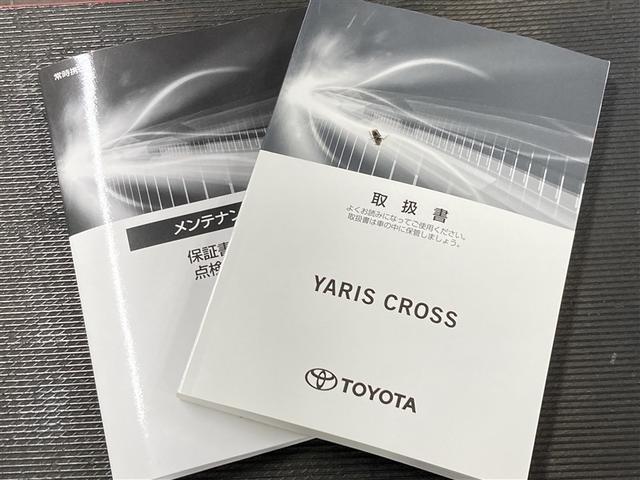 常時携
メンテナン
保証書
点検
取扱書
よくお読みになってご使用ください。
取扱書は車の中に保管しましょう。
YARIS CROSS
TOYOTA